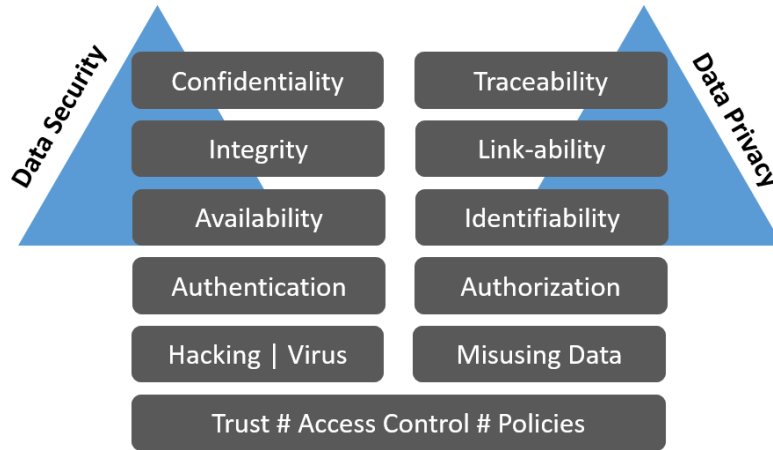 Data Security
Data Privacy
Confidentiality
Traceability
Integrity
Link-ability
Availability
Identifiability
Authentication
Authorization
Hacking | Virus
Misusing Data
Trust # Access Control # Policies